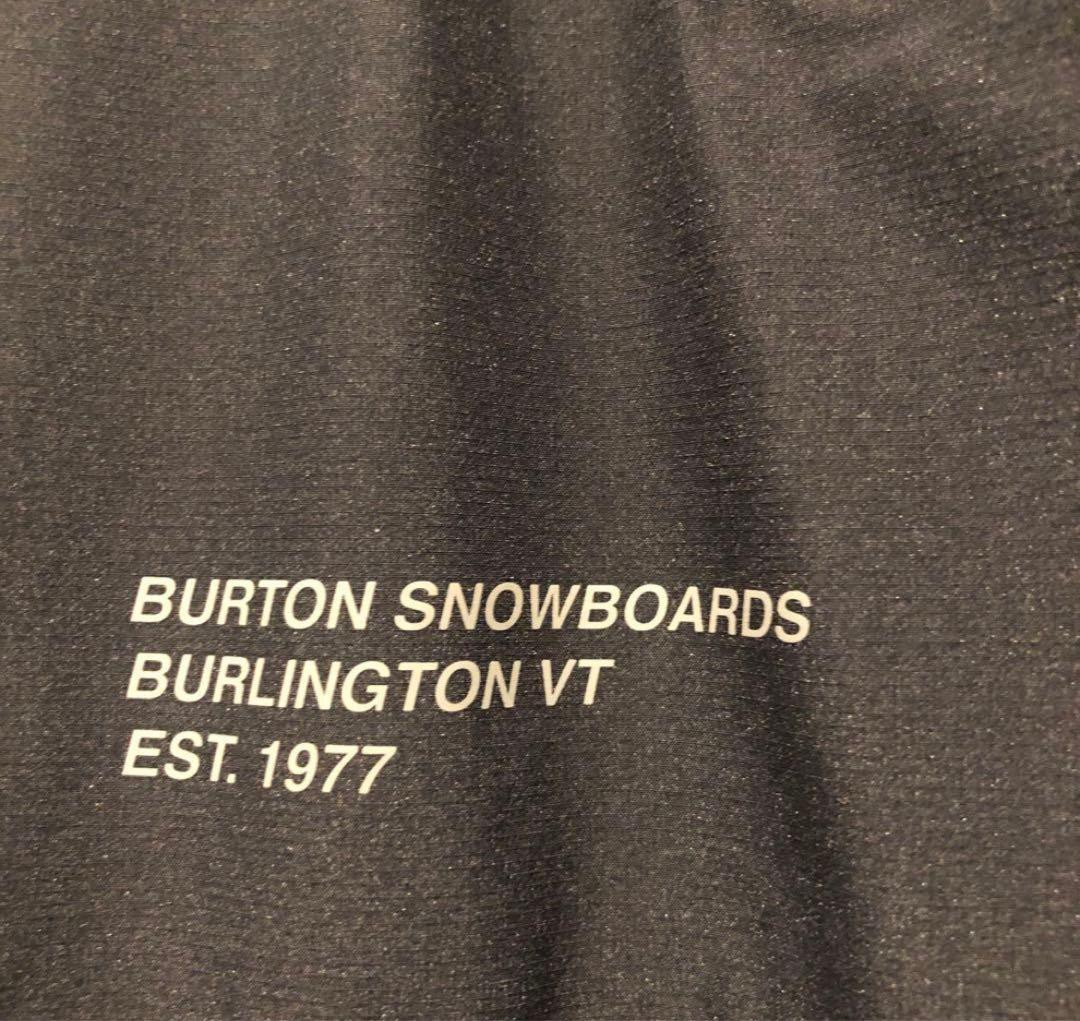 BURTON SNOWBOARDS
BURLINGTON VT
EST. 1977